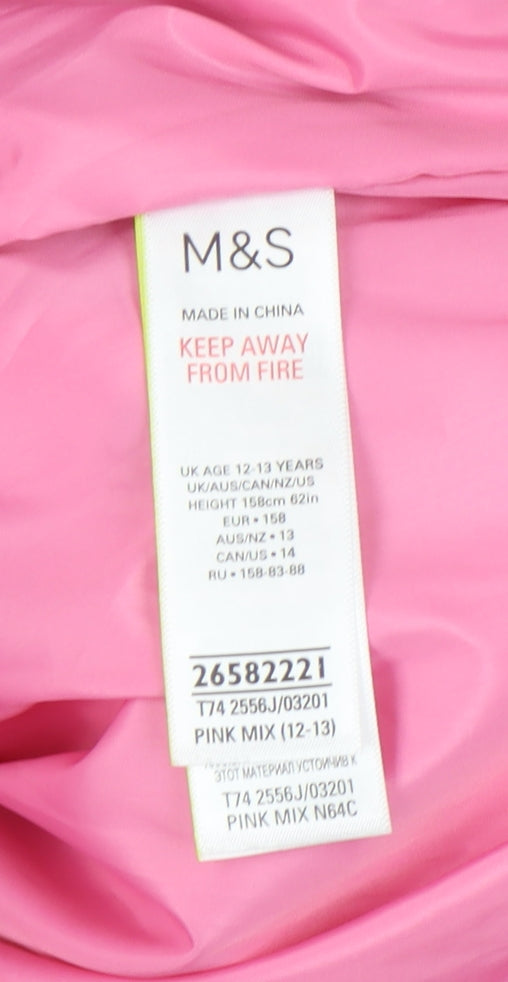 M&S
MADE IN CHINA
KEEP AWAY
FROM FIRE
UK AGE 12-13 YEARS
UK/AUS/CAN/NZ/US
HEIGHT 158cm 62in
EUR • 158
AUS/NZ • 13
CAN/US • 14
RU • 158-83-88
26582221
T74 2556J/03201
PINK MIX (12-13)
ЭТОТ МАТЕРИАЛ УСТОИЧИВ К
T74 2556J/03201
PINK MIX N64C